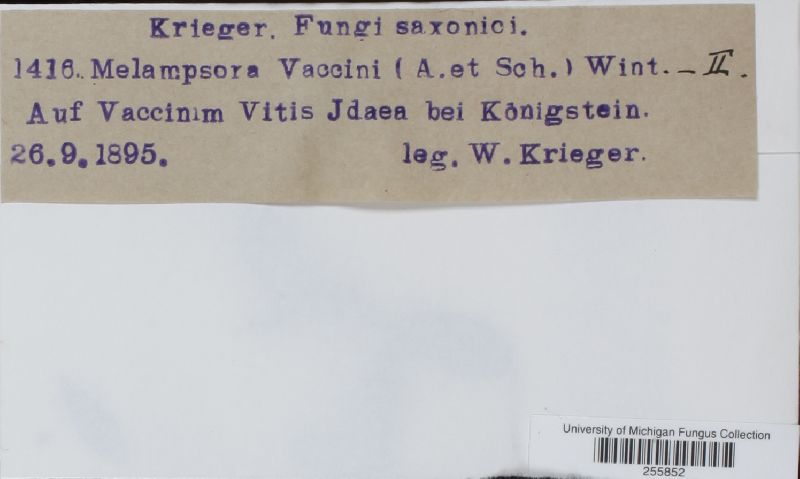 Krieger. Fungi saxonici.
1416. Melampsora Vaccini (A. et Sch.) Wint. – II.
Auf Vaccinim Vitis Jdaea bei Königstein.
26.9.1895. leg. W. Krieger.
University of Michigan Fungus Collection
255852